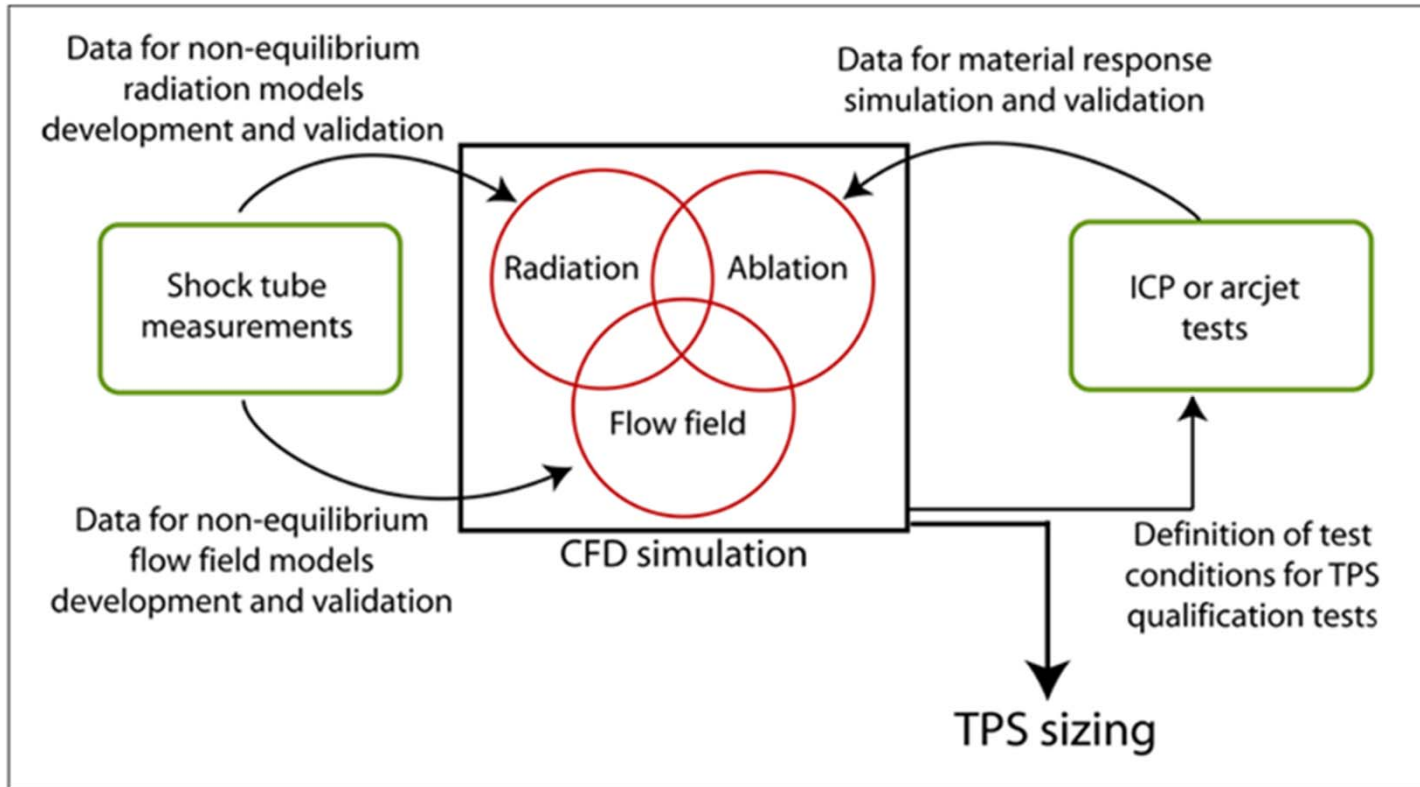 Data for non-equilibrium
radiation models
development and validation
Data for material response
simulation and validation
Shock tube
measurements
Radiation
Ablation
Flow field
ICP or arcjet
tests
Data for non-equilibrium
flow field models
development and validation
CFD simulation
Definition of test
conditions for TPS
qualification tests
TPS sizing